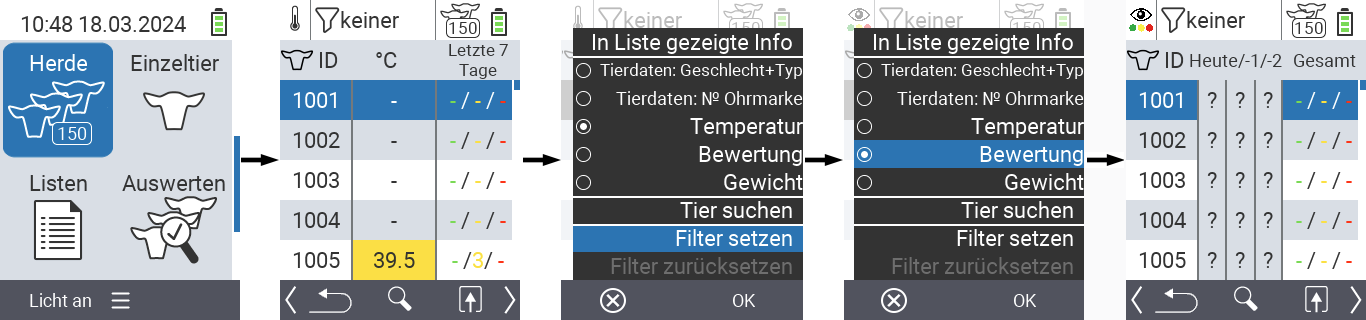 10:48 18.03.2024
Herde
Einzeltier
150
Listen
Auswerten
Licht an
keiner
150
ID
°C
Letzte 7
Tage
1001 - -/-/-
1002 - -/-/-
1003 - -/-/-
1004 - -/-/-
1005 39.5 -/3/-
keiner
150
In Liste gezeigte Info
Tierdaten: Geschlecht+Typ
Tierdaten: № Ohrmarke
Temperatur
Bewertung
Gewicht
Tier suchen
Filter setzen
Filter zurücksetzen
OK
keiner
150
In Liste gezeigte Info
Tierdaten: Geschlecht+Typ
Tierdaten: № Ohrmarke
Temperatur
Bewertung
Gewicht
Tier suchen
Filter setzen
Filter zurücksetzen
OK
keiner
150
ID Heute/-1/-2 Gesamt
1001 ? ? ? -/-/-
1002 ? ? ? -/-/-
1003 ? ? ? -/-/-
1004 ? ? ? -/-/-
1005 ? ? ? -/-/-